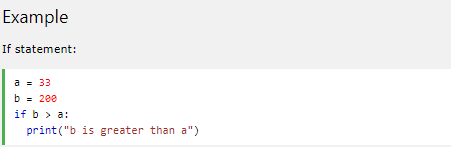 Example
If statement:
a = 33
b = 200
if b > a:
  print("b is greater than a")